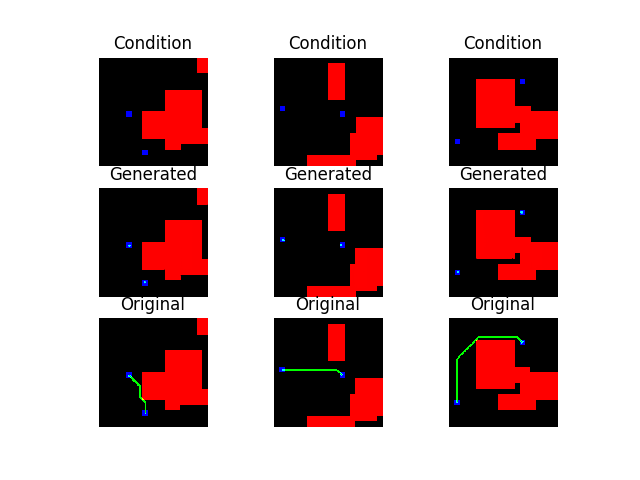 Condition Condition Condition
Generated Generated Generated
Original Original Original